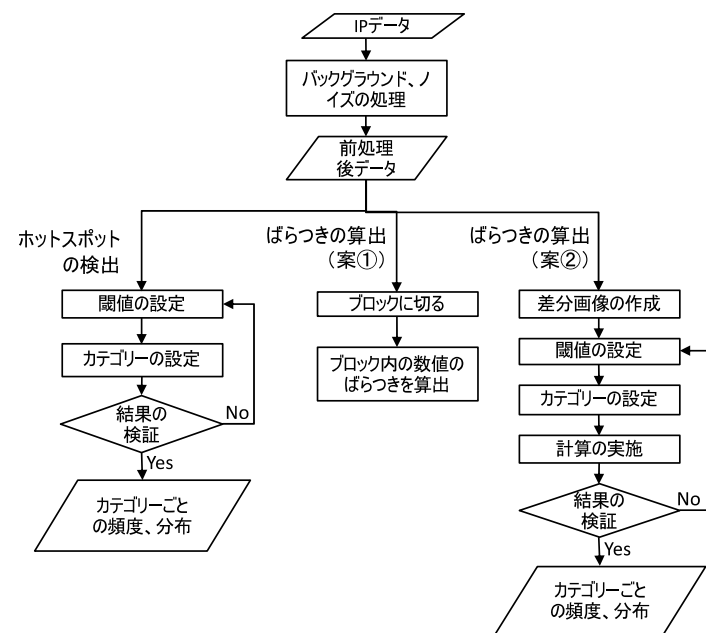 IPデータ
バックグラウンド、ノ
イズの処理
前処理
後データ
ホットスポット
の検出
閾値の設定
カテゴリーの設定
結果の
検証
No
Yes
カテゴリーごと
の頻度、分布
ばらつきの算出
(案①)
ブロックに切る
ブロック内の数値の
ばらつきを算出
ばらつきの算出
(案②)
差分画像の作成
閾値の設定
カテゴリーの設定
計算の実施
結果の
検証
No
Yes
カテゴリーごと
の頻度、分布